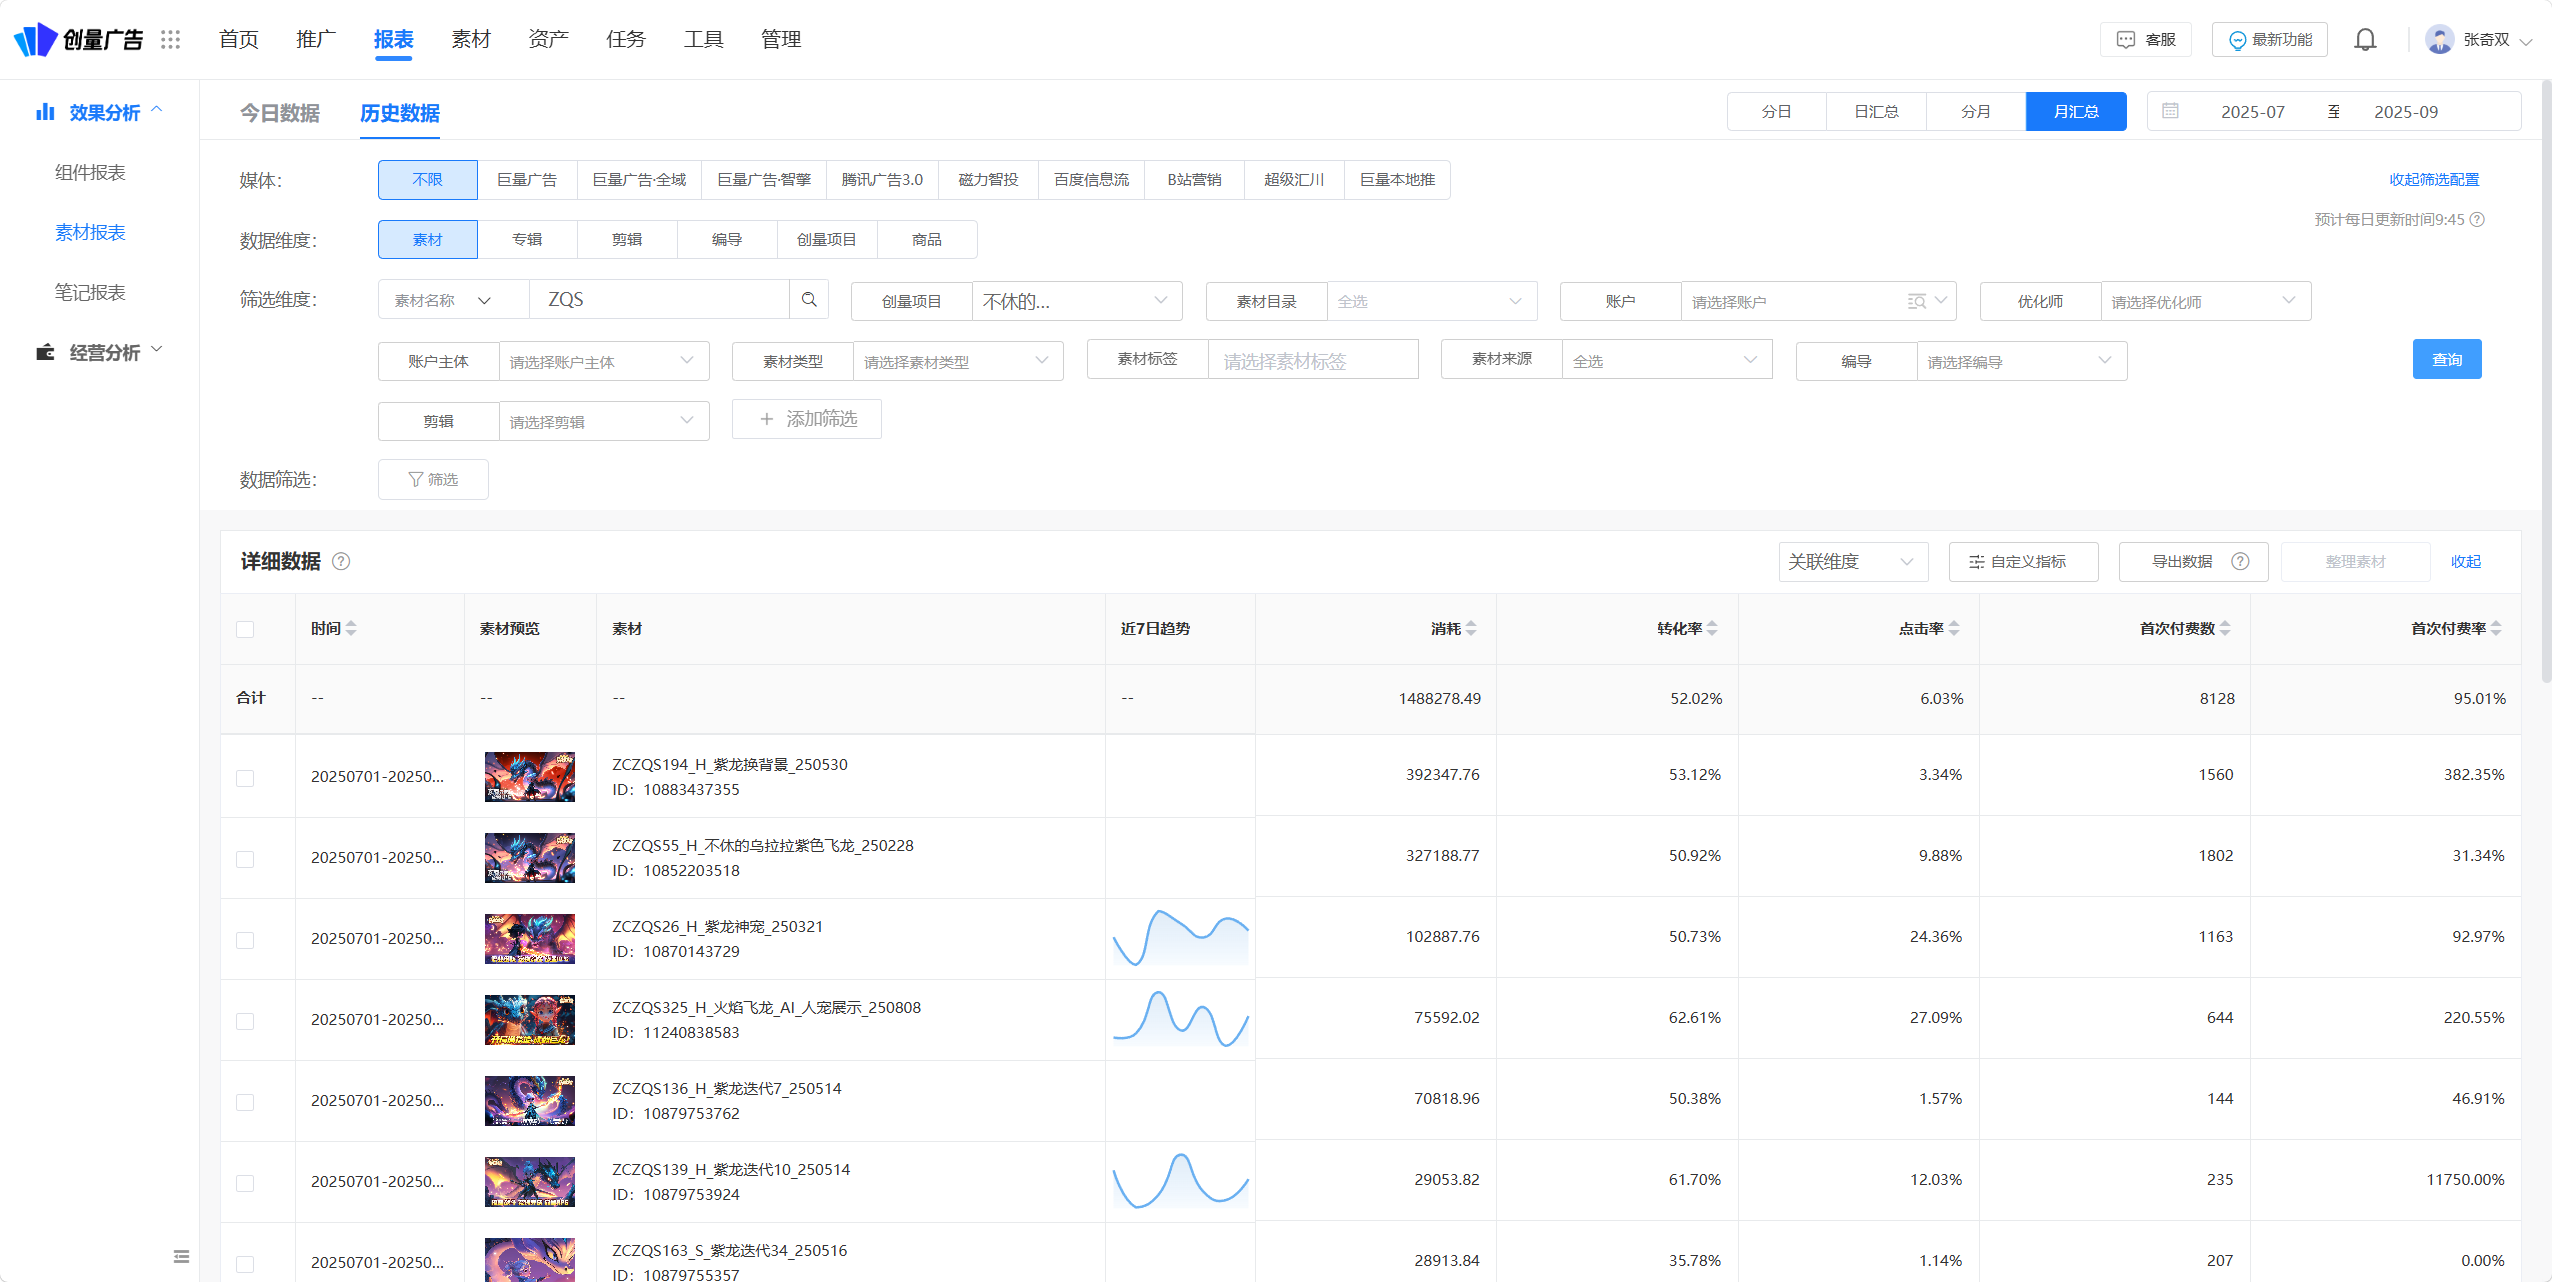 创量广告 首页 推广 报表 素材 资产 任务 工具 管理 客服 最新功能 张奇双
效果分析
组件报表
素材报表
笔记报表
经营分析
今日数据 历史数据 分日 日汇总 分月 月汇总 2025-07 至 2025-09
媒体: 不限 巨量广告 巨量广告·全域 巨量广告·智擎 腾讯广告3.0 磁力智投 百度信息流 B站营销 超级汇川 巨量本地推 收起筛选配置
预计每日更新时间9:45
数据维度: 素材 专辑 剪辑 编导 创量项目 商品
筛选维度: 素材名称 ZQS 创量项目 不休的... 素材目录 全选 账户 请选择账户 优化师 请选择优化师
账户主体 请选择账户主体 素材类型 请选择素材类型 素材标签 请选择素材标签 素材来源 全选 编导 请选择编导 查询
剪辑 请选择剪辑 + 添加筛选
数据筛选: 筛选
详细数据 关联维度 自定义指标 导出数据 整理素材 收起
时间 素材预览 素材 近7日趋势 消耗 转化率 点击率 首次付费数 首次付费率
合计 -- -- -- -- 1488278.49 52.02% 6.03% 8128 95.01%
20250701-20250... ZCZQS194_H_紫龙换背景_250530 392347.76 53.12% 3.34% 1560 382.35%
ID: 10883437355
20250701-20250... ZCZQS55_H_不休的乌拉拉紫色飞龙_250228 327188.77 50.92% 9.88% 1802 31.34%
ID: 10852203518
20250701-20250... ZCZQS26_H_紫龙神宠_250321 102887.76 50.73% 24.36% 1163 92.97%
ID: 10870143729
20250701-20250... ZCZQS325_H_火焰飞龙_AI_人宠展示_250808 75592.02 62.61% 27.09% 644 220.55%
ID: 11240838583
20250701-20250... ZCZQS136_H_紫龙迭代7_250514 70818.96 50.38% 1.57% 144 46.91%
ID: 10879753762
20250701-20250... ZCZQS139_H_紫龙迭代10_250514 29053.82 61.70% 12.03% 235 11750.00%
ID: 10879753924
20250701-20250... ZCZQS163_S_紫龙迭代34_250516 28913.84 35.78% 1.14% 207 0.00%
ID: 10879755357